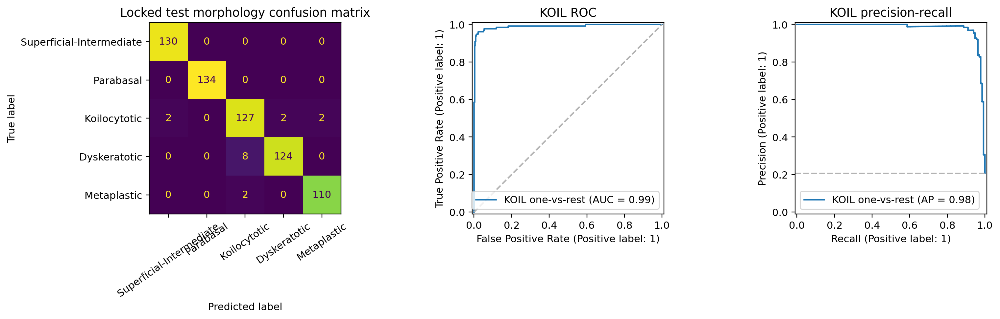 Locked test morphology confusion matrix
True label
Superficial-Intermediate 130 0 0 0 0
Parabasal 0 134 0 0 0
Koilocytotic 2 0 127 2 2
Dyskeratotic 0 0 8 124 0
Metaplastic 0 0 2 0 110
Superficial-Intermediate
Parabasal
Koilocytotic
Dyskeratotic
Metaplastic
Predicted label
KOIL ROC
True Positive Rate (Positive label: 1)
1.0
0.8
0.6
0.4
0.2
0.0
KOIL one-vs-rest (AUC = 0.99)
0.0 0.2 0.4 0.6 0.8 1.0
False Positive Rate (Positive label: 1)
KOIL precision-recall
Precision (Positive label: 1)
1.0
0.8
0.6
0.4
0.2
0.0
KOIL one-vs-rest (AP = 0.98)
0.0 0.2 0.4 0.6 0.8 1.0
Recall (Positive label: 1)